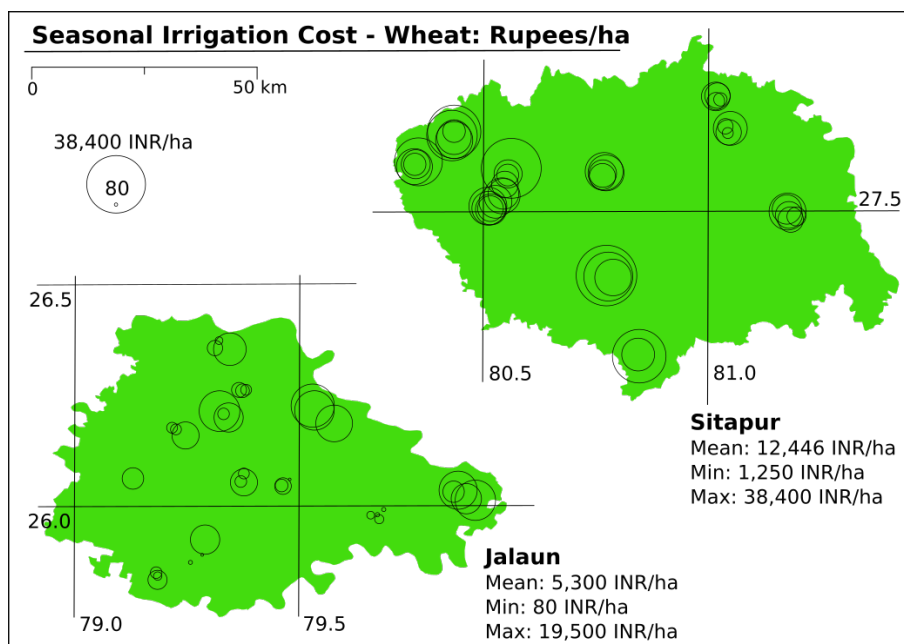 Seasonal Irrigation Cost - Wheat: Rupees/ha
0
50 km
38,400 INR/ha
80
27.5
80.5
81.0
Sitapur
Mean: 12,446 INR/ha
Min: 1,250 INR/ha
Max: 38,400 INR/ha
26.5
26.0
79.0
79.5
Jalaun
Mean: 5,300 INR/ha
Min: 80 INR/ha
Max: 19,500 INR/ha